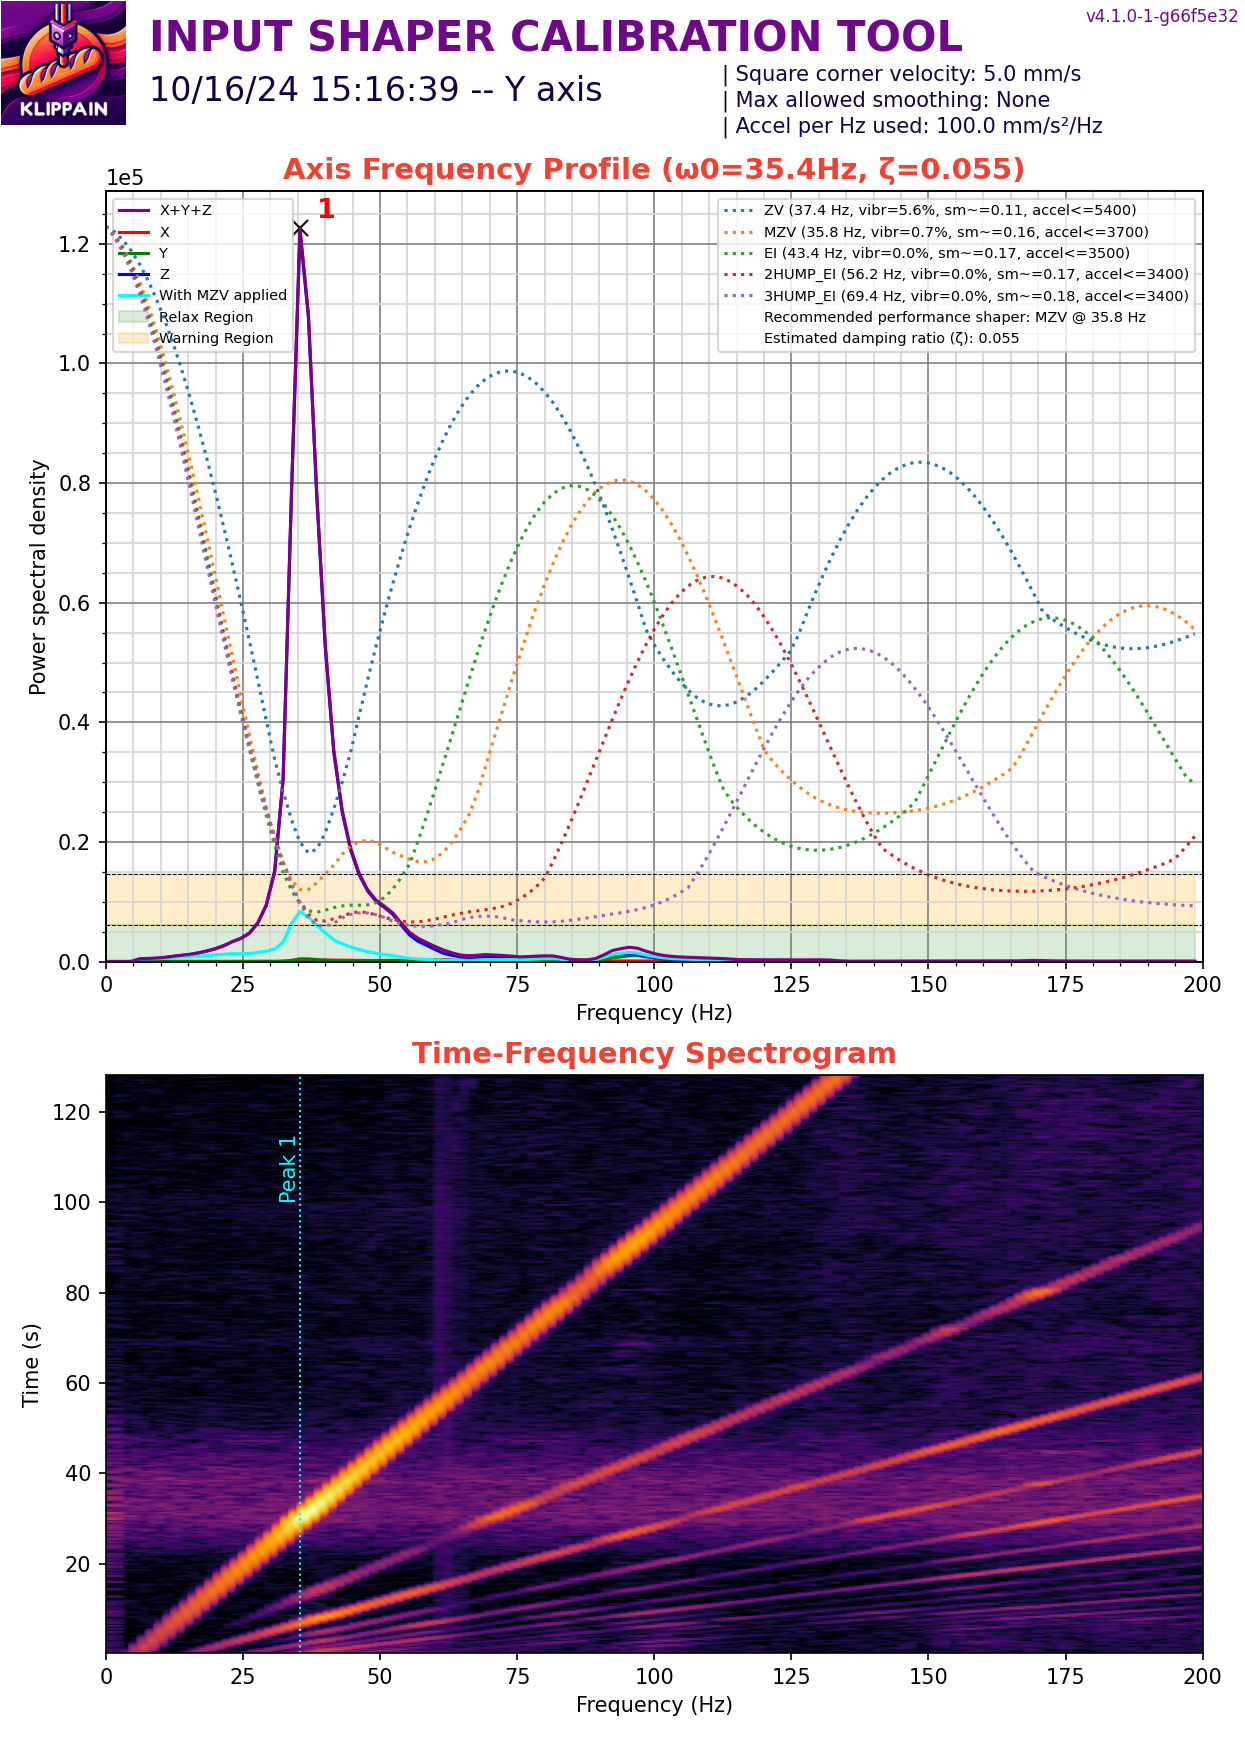 v4.1.0-1-g66f5e32
INPUT SHAPER CALIBRATION TOOL
10/16/24 15:16:39 -- Y axis
| Square corner velocity: 5.0 mm/s
| Max allowed smoothing: None
| Accel per Hz used: 100.0 mm/s²/Hz
KLIPPAIN
Axis Frequency Profile (ω0=35.4Hz, ζ=0.055)
1e5
1
X+Y+Z
X
Y
Z
With MZV applied
Relax Region
Warning Region
ZV (37.4 Hz, vibr=5.6%, sm~=0.11, accel<=5400)
MZV (35.8 Hz, vibr=0.7%, sm~=0.16, accel<=3700)
EI (43.4 Hz, vibr=0.0%, sm~=0.17, accel<=3500)
2HUMP_EI (56.2 Hz, vibr=0.0%, sm~=0.17, accel<=3400)
3HUMP_EI (69.4 Hz, vibr=0.0%, sm~=0.18, accel<=3400)
Recommended performance shaper: MZV @ 35.8 Hz
Estimated damping ratio (ζ): 0.055
Power spectral density
1.2
1.0
0.8
0.6
0.4
0.2
0.0
0 25 50 75 100 125 150 175 200
Frequency (Hz)
Time-Frequency Spectrogram
Peak 1
Time (s)
120
100
80
60
40
20
0 25 50 75 100 125 150 175 200
Frequency (Hz)